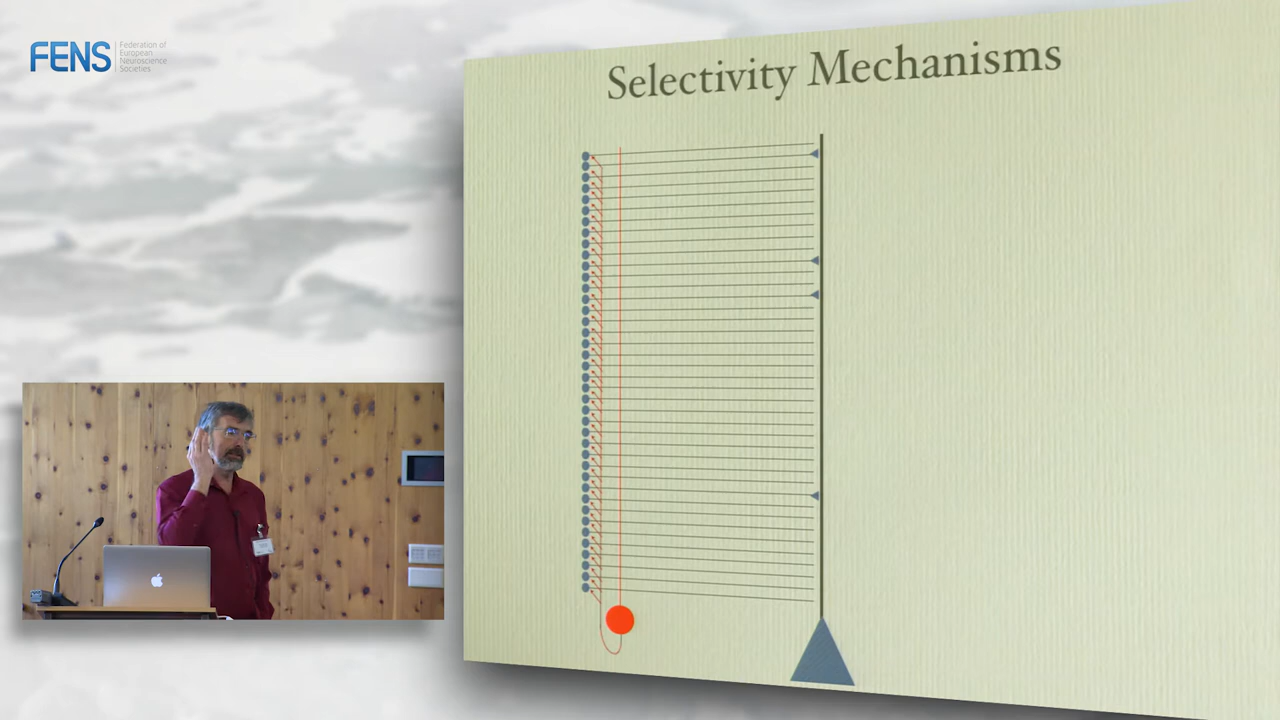 FENS
Federation of
European
Neuroscience
Societies
Selectivity Mechanisms